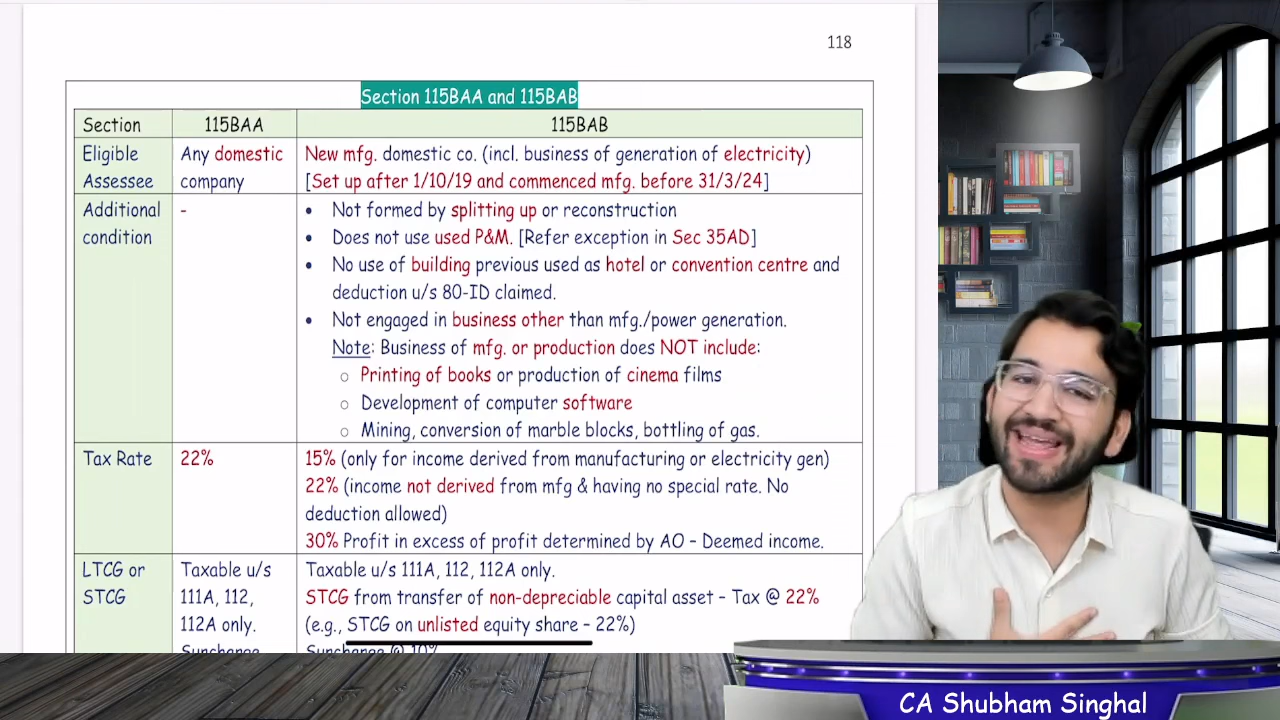 118
Section 115BAA and 115BAB
Section 115BAA 115BAB
Eligible Any domestic New mfg. domestic co. (incl. business of generation of electricity)
Assessee company [Set up after 1/10/19 and commenced mfg. before 31/3/24]
Additional - • Not formed by splitting up or reconstruction
condition • Does not use used P&M. [Refer exception in Sec 35AD]
• No use of building previous used as hotel or convention centre and
deduction u/s 80-ID claimed.
• Not engaged in business other than mfg./power generation.
Note: Business of mfg. or production does NOT include:
○ Printing of books or production of cinema films
○ Development of computer software
○ Mining, conversion of marble blocks, bottling of gas.
Tax Rate 22% 15% (only for income derived from manufacturing or electricity gen)
22% (income not derived from mfg & having no special rate. No
deduction allowed)
30% Profit in excess of profit determined by AO – Deemed income.
LTCG or Taxable u/s Taxable u/s 111A, 112, 112A only.
STCG 111A, 112, STCG from transfer of non-depreciable capital asset – Tax @ 22%
112A only. (e.g., STCG on unlisted equity share – 22%)
Surcharge Surcharge @ 10%
CA Shubham Singhal